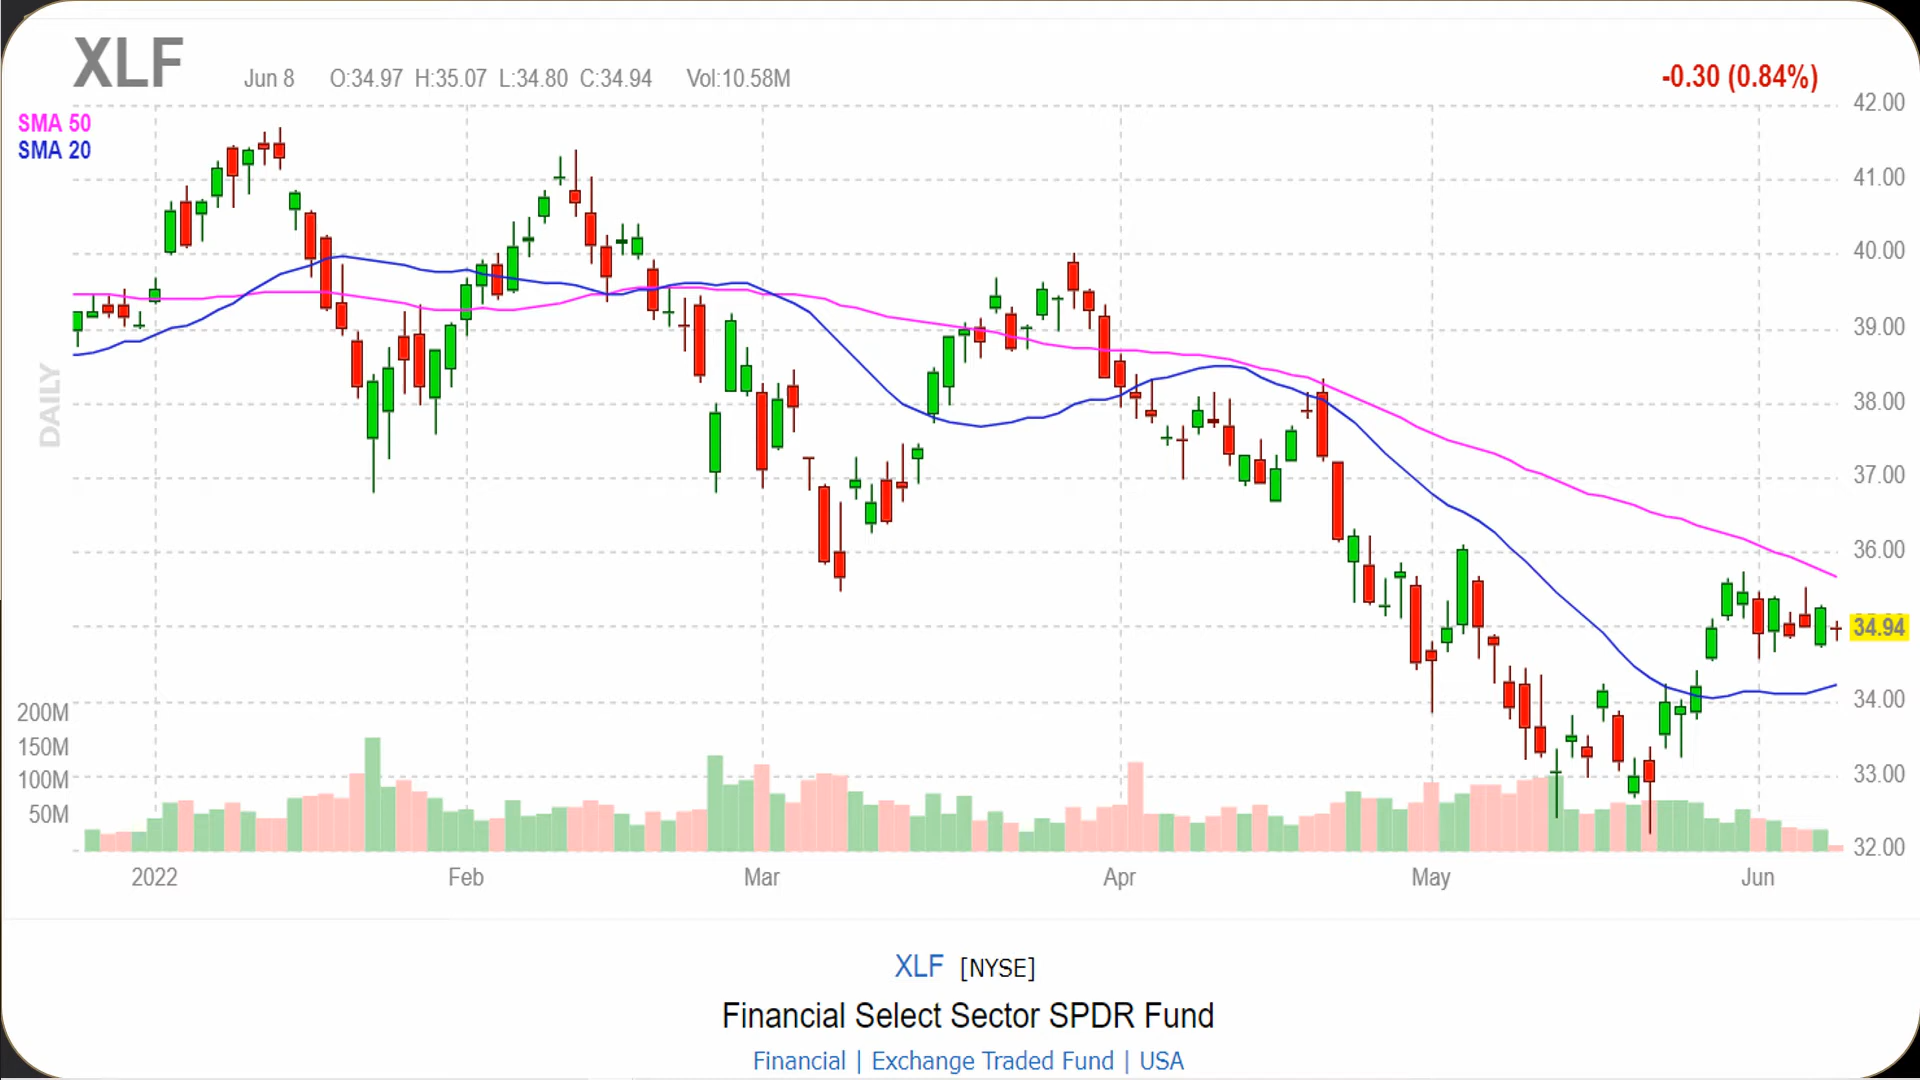 XLF
Jun 8 O:34.97 H:35.07 L:34.80 C:34.94 Vol:10.58M
-0.30 (0.84%)
SMA 50
SMA 20
DAILY
42.00
41.00
40.00
39.00
38.00
37.00
36.00
34.94
34.00
33.00
32.00
200M
150M
100M
50M
2022 Feb Mar Apr May Jun
XLF [NYSE]
Financial Select Sector SPDR Fund
Financial | Exchange Traded Fund | USA